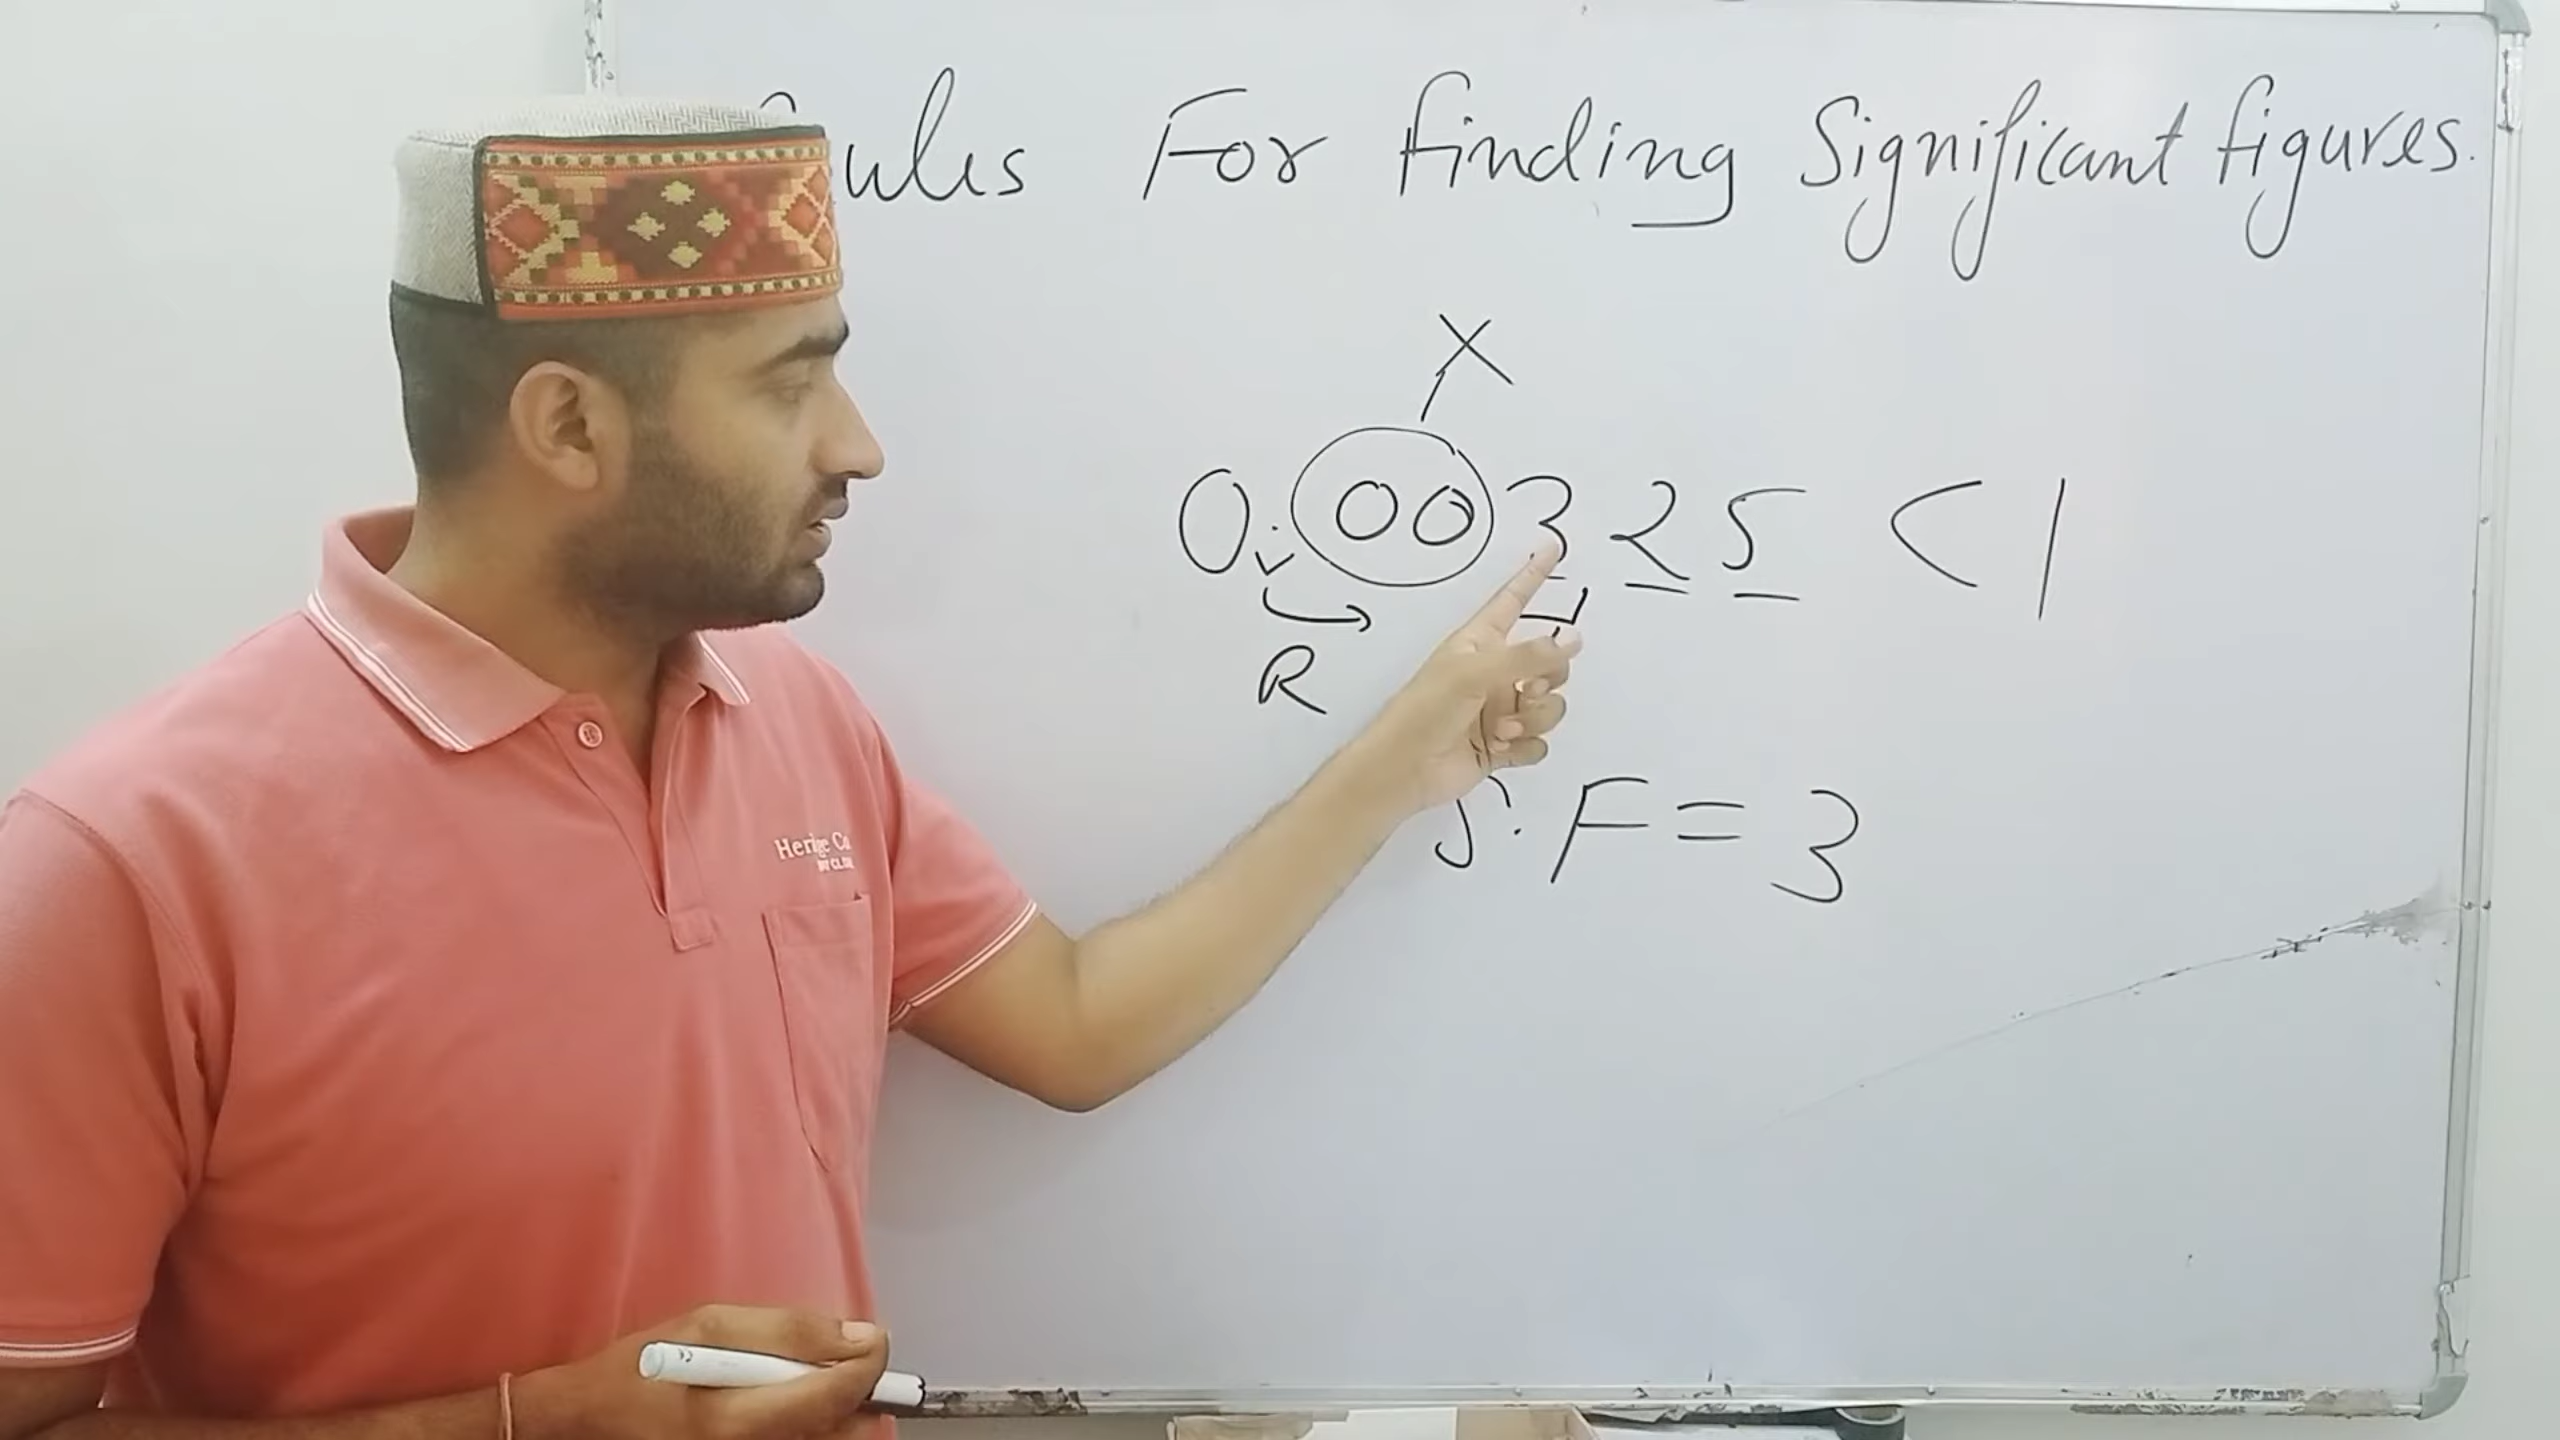 ules For finding Significant figures.
X
0.00325 < 1
R
S.F = 3